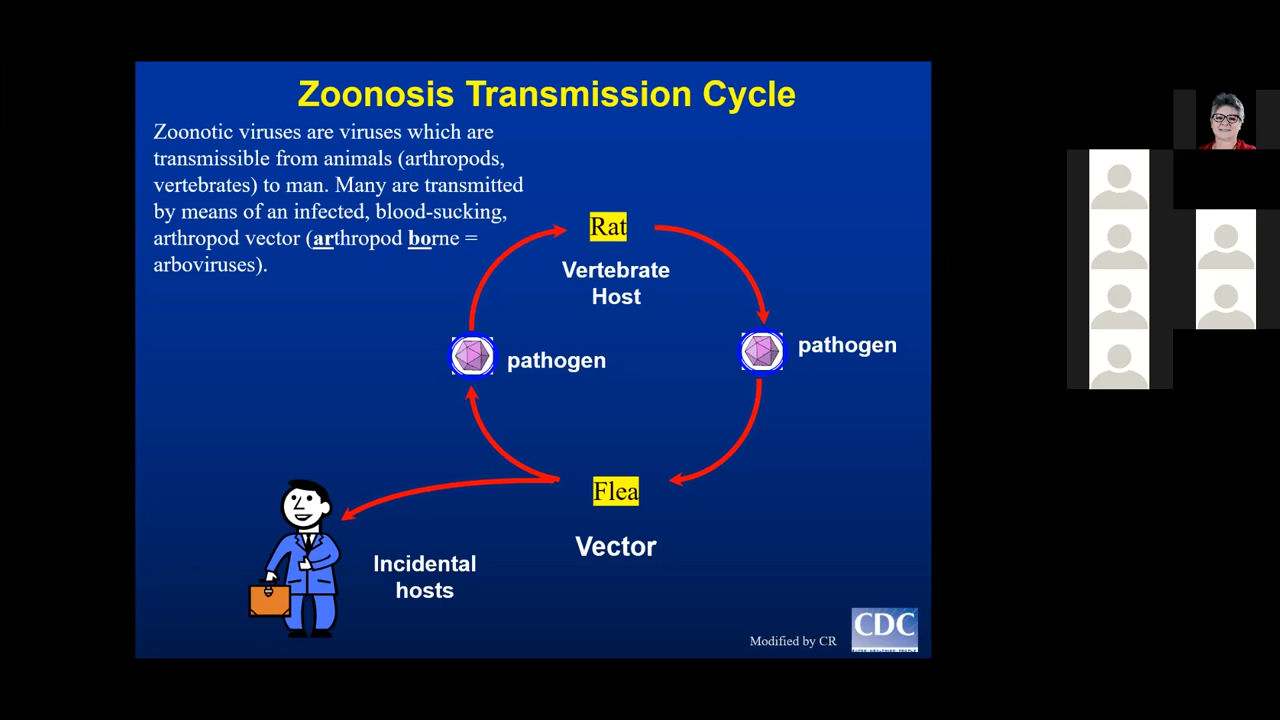 Zoonosis Transmission Cycle
Zoonotic viruses are viruses which are
transmissible from animals (arthropods,
vertebrates) to man. Many are transmitted
by means of an infected, blood-sucking,
arthropod vector (arthropod borne =
arboviruses).
Rat
Vertebrate
Host
pathogen
pathogen
Flea
Vector
Incidental
hosts
Modified by CR
CDC